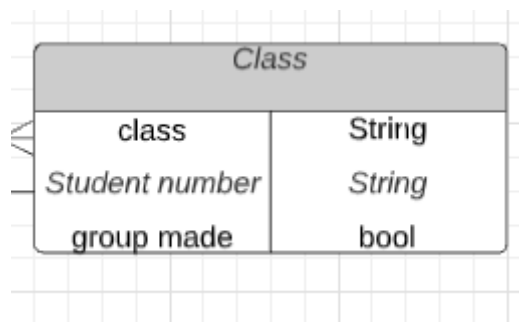 Class
class String
Student number String
group made bool